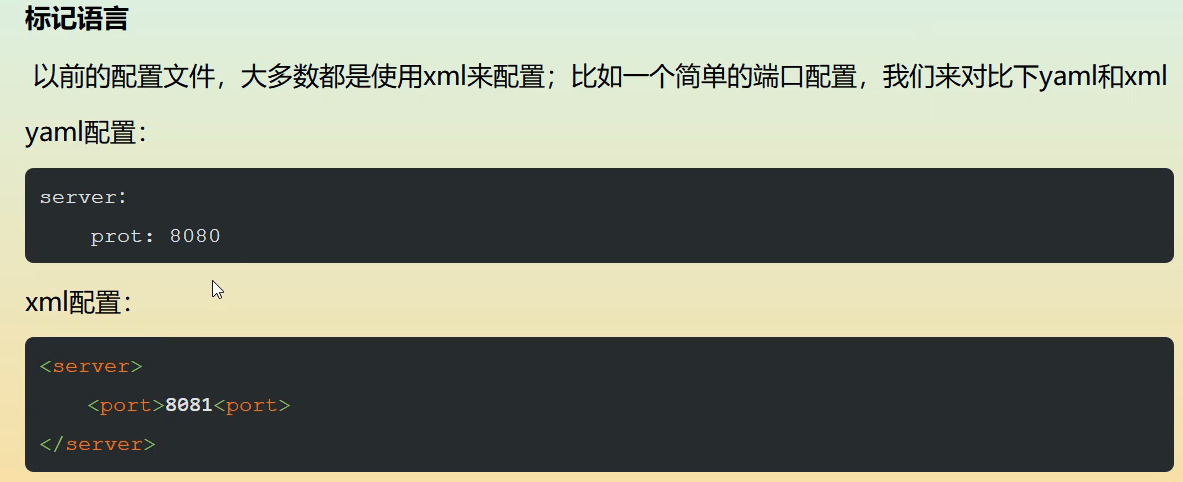 标记语言
以前的配置文件，大多数都是使用xml来配置；比如一个简单的端口配置，我们来对比下yaml和xml
yaml配置：
server:
    prot: 8080
xml配置：
<server>
    <port>8081<port>
</server>